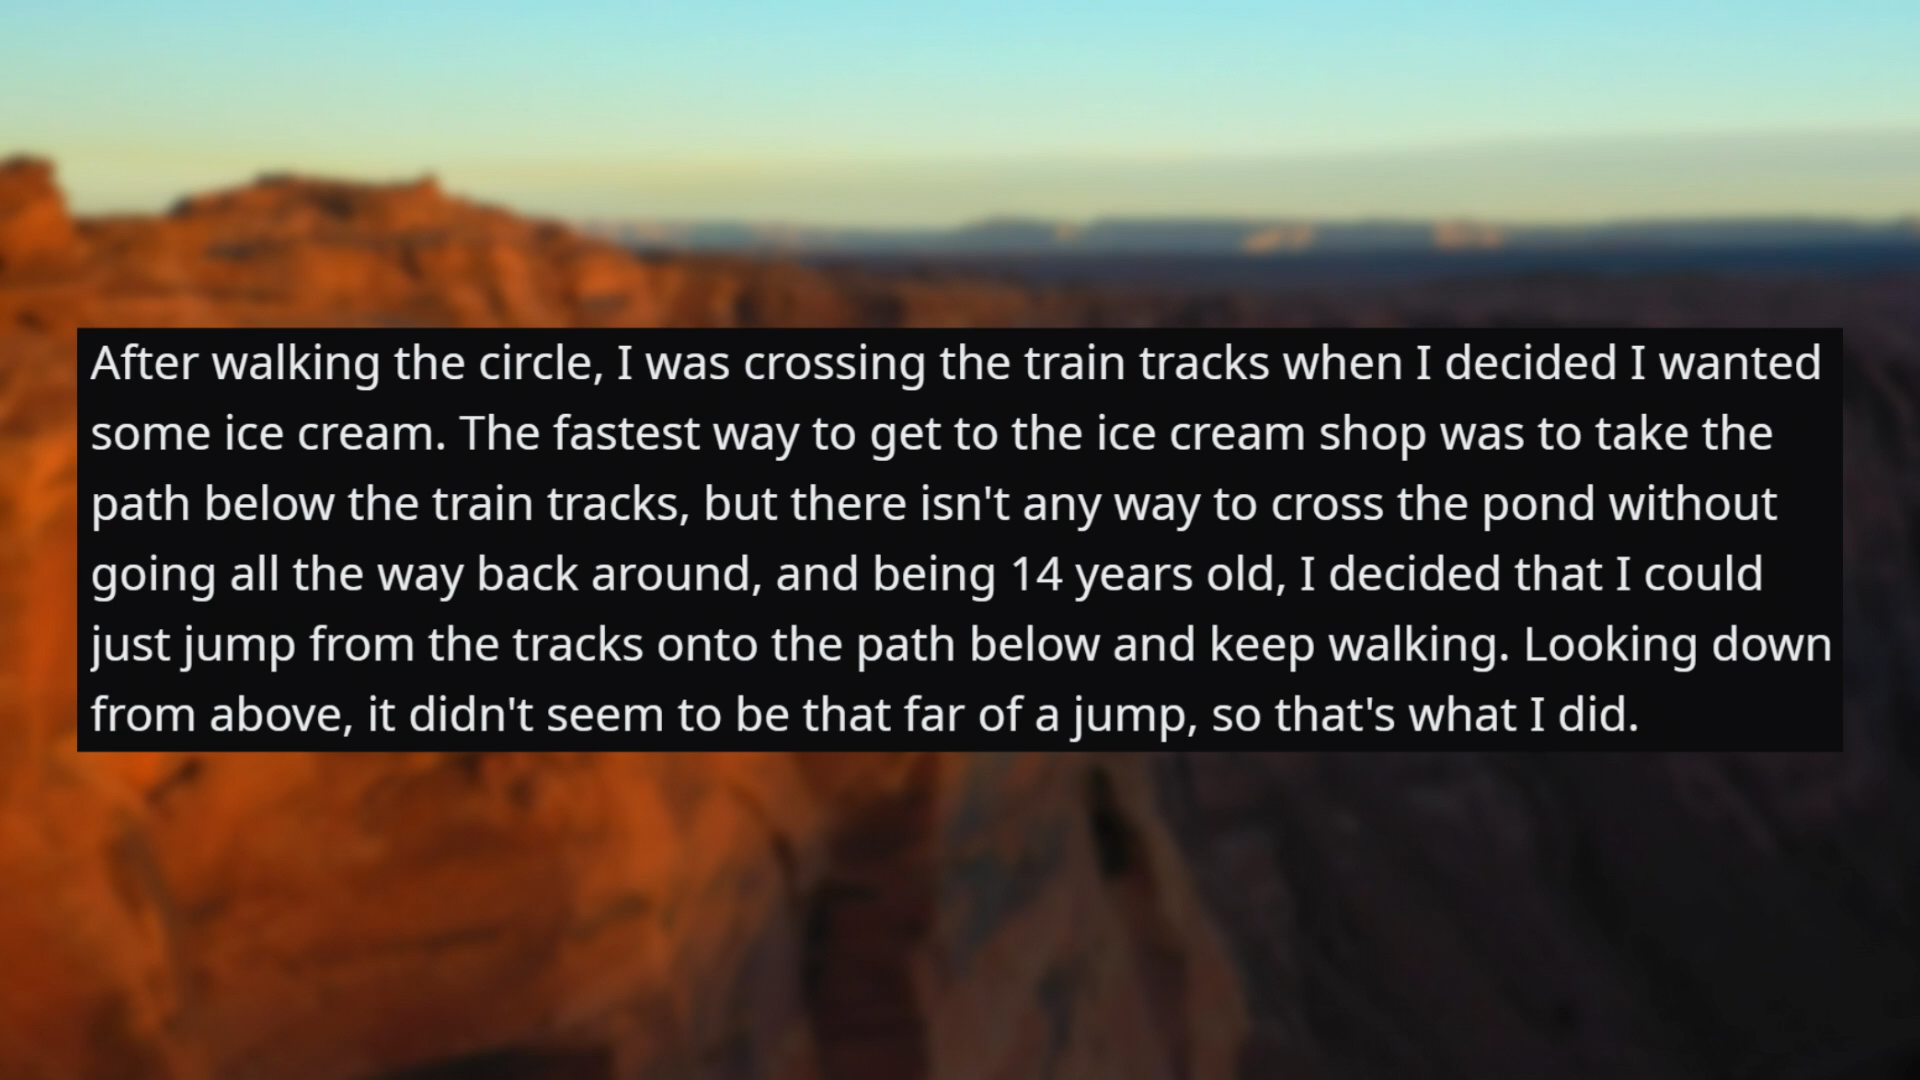 After walking the circle, I was crossing the train tracks when I decided I wanted
some ice cream. The fastest way to get to the ice cream shop was to take the
path below the train tracks, but there isn't any way to cross the pond without
going all the way back around, and being 14 years old, I decided that I could
just jump from the tracks onto the path below and keep walking. Looking down
from above, it didn't seem to be that far of a jump, so that's what I did.